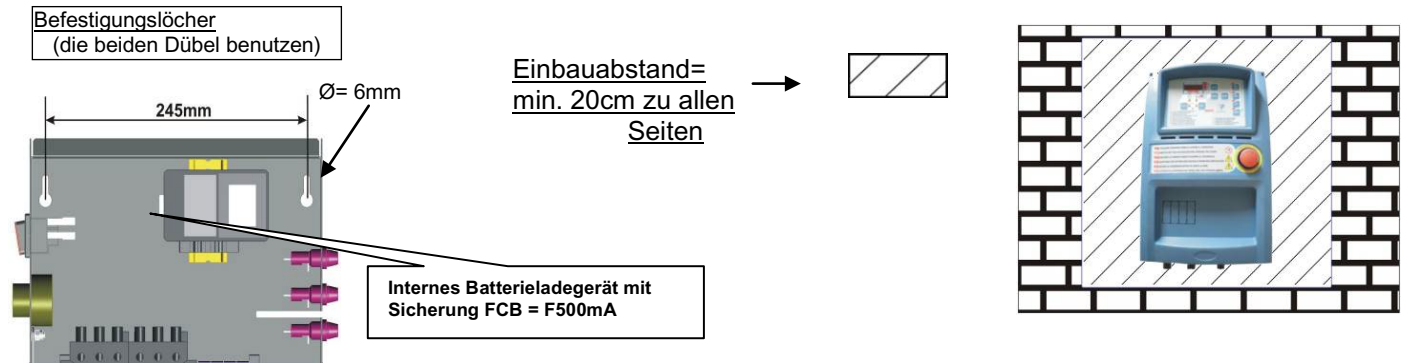 Befestigungslöcher
(die beiden Dübel benutzen)
245mm
Ø= 6mm
Internes Batterieladegerät mit
Sicherung FCB = F500mA
Einbauabstand=
min. 20cm zu allen
Seiten